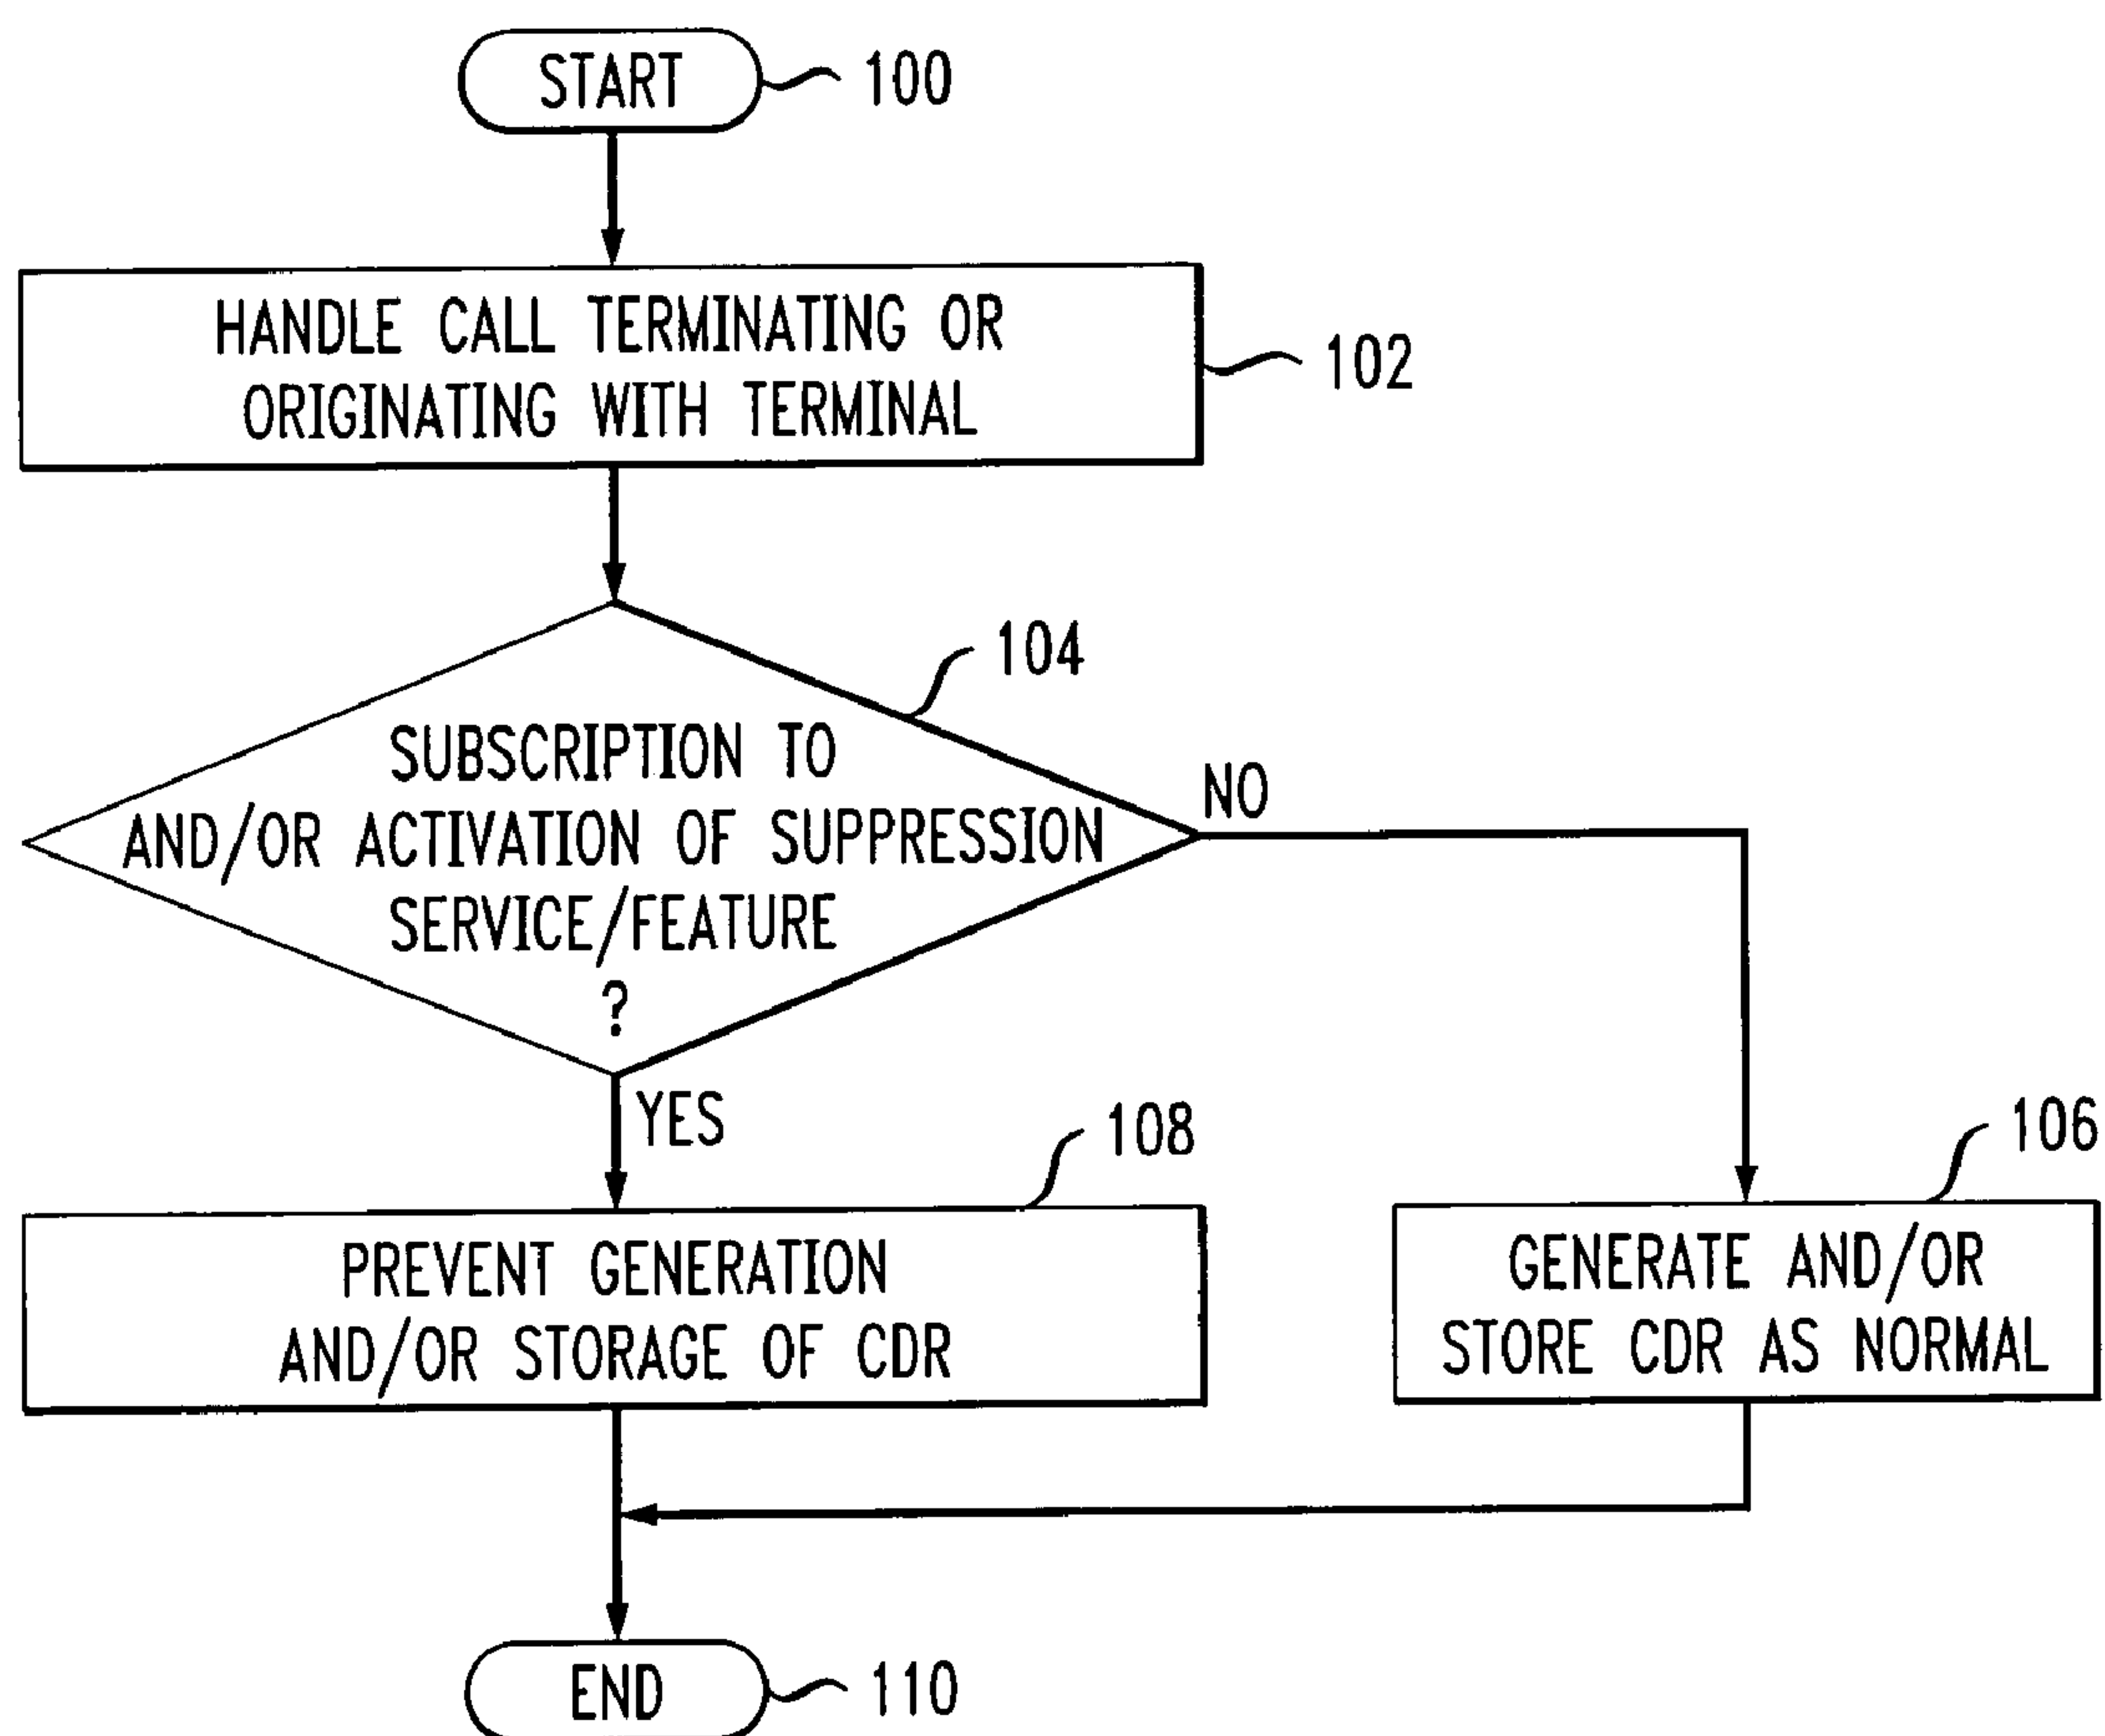 START
100
HANDLE CALL TERMINATING OR
ORIGINATING WITH TERMINAL
102
104
SUBSCRIPTION TO
AND/OR ACTIVATION OF SUPPRESSION
SERVICE/FEATURE
?
NO
YES
108
PREVENT GENERATION
AND/OR STORAGE OF CDR
106
GENERATE AND/OR
STORE CDR AS NORMAL
END
110